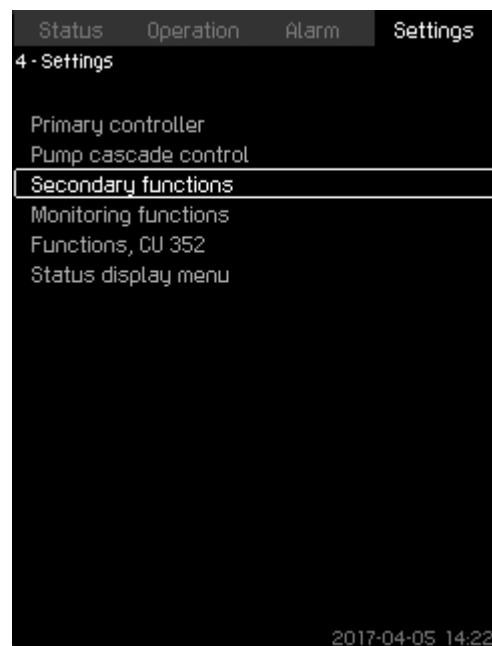 Status Operation Alarm Settings
4 - Settings
Primary controller
Pump cascade control
Secondary functions
Monitoring functions
Functions, CU 352
Status display menu
2017-04-05 14:22